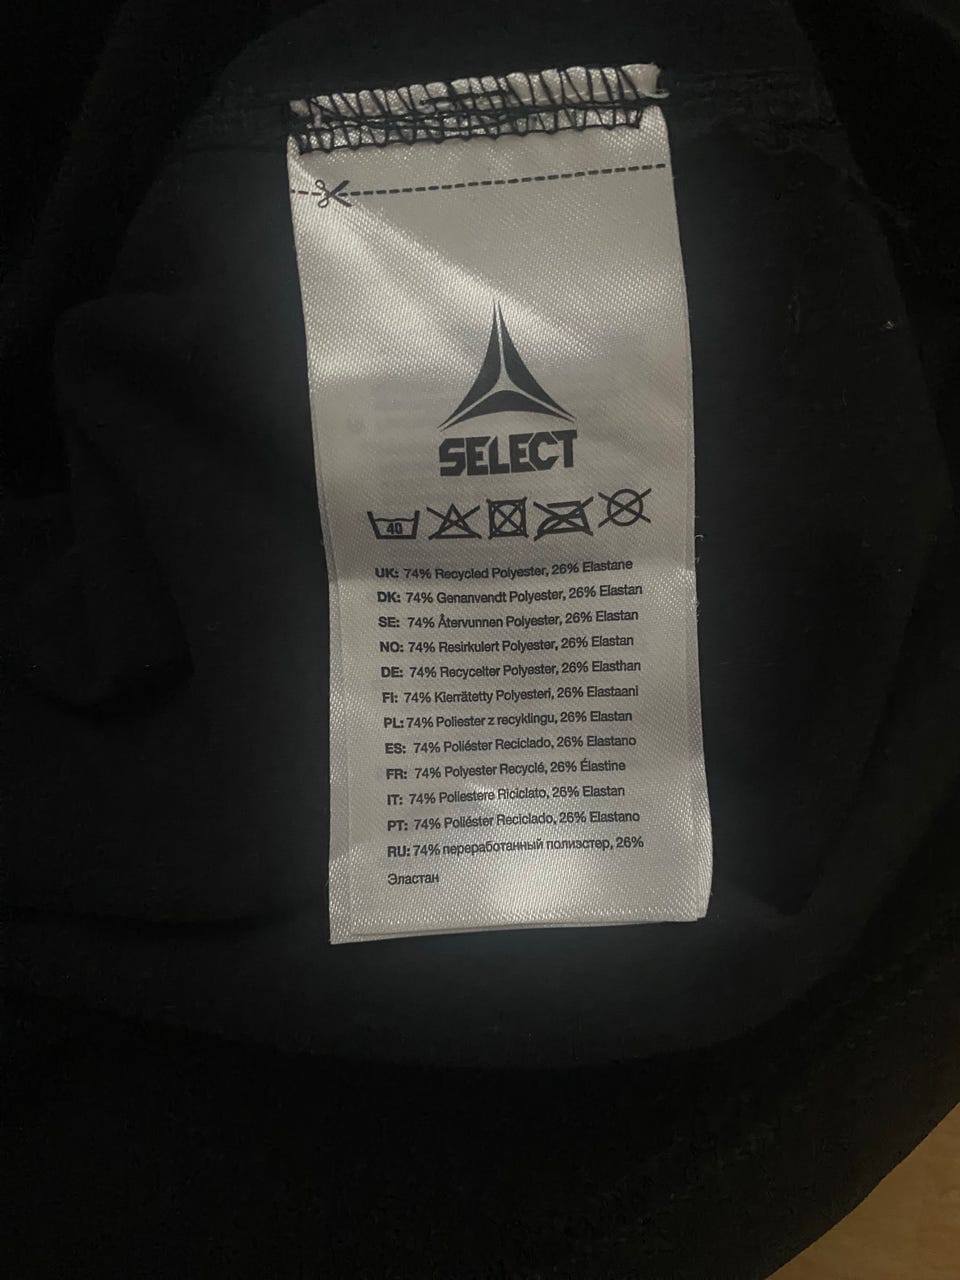 SELECT
40
UK: 74% Recycled Polyester, 26% Elastane
DK: 74% Genanvendt Polyester, 26% Elastan
SE: 74% Återvunnen Polyester, 26% Elastan
NO: 74% Resirkulert Polyester, 26% Elastan
DE: 74% Recycelter Polyester, 26% Elasthan
FI: 74% Kierrätetty Polyesteri, 26% Elastaani
PL: 74% Poliester z recyklingu, 26% Elastan
ES: 74% Poliéster Reciclado, 26% Elastano
FR: 74% Polyester Recyclé, 26% Élastine
IT: 74% Poliestere Riciclato, 26% Elastan
PT: 74% Poliéster Reciclado, 26% Elastano
RU: 74% переработанный полиэстер, 26%
Эластан